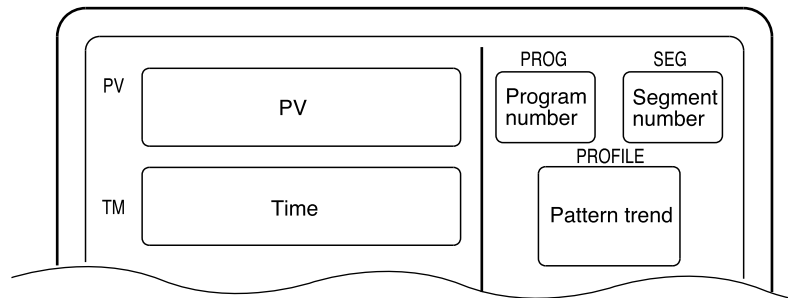 PV
PV
TM
Time
PROG
SEG
Program
number
Segment
number
PROFILE
Pattern trend